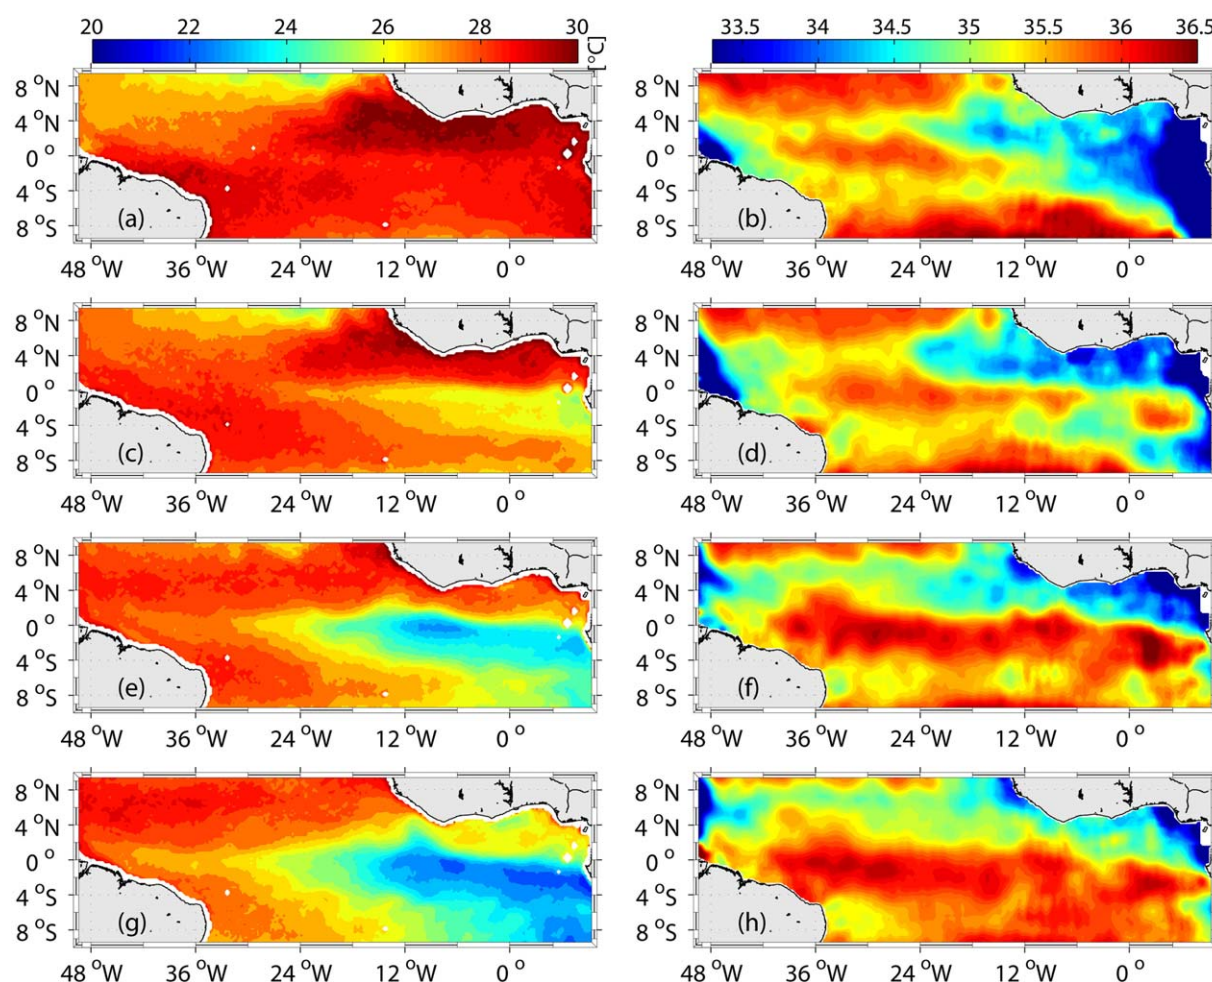 20 22 24 26 28 30 33.5 34 34.5 35 35.5 36 36.5
[°C]
8 °N 8 °N
4 °N 4 °N
0 ° 0 °
4 °S 4 °S
8 °S (a) 8 °S (b)
48 °W 36 °W 24 °W 12 °W 0 ° 48 °W 36 °W 24 °W 12 °W 0 °
8 °N 8 °N
4 °N 4 °N
0 ° 0 °
4 °S 4 °S
8 °S (c) 8 °S (d)
48 °W 36 °W 24 °W 12 °W 0 ° 48 °W 36 °W 24 °W 12 °W 0 °
8 °N 8 °N
4 °N 4 °N
0 ° 0 °
4 °S 4 °S
8 °S (e) 8 °S (f)
48 °W 36 °W 24 °W 12 °W 0 ° 48 °W 36 °W 24 °W 12 °W 0 °
8 °N 8 °N
4 °N 4 °N
0 ° 0 °
4 °S 4 °S
8 °S (g) 8 °S (h)
48 °W 36 °W 24 °W 12 °W 0 ° 48 °W 36 °W 24 °W 12 °W 0 °